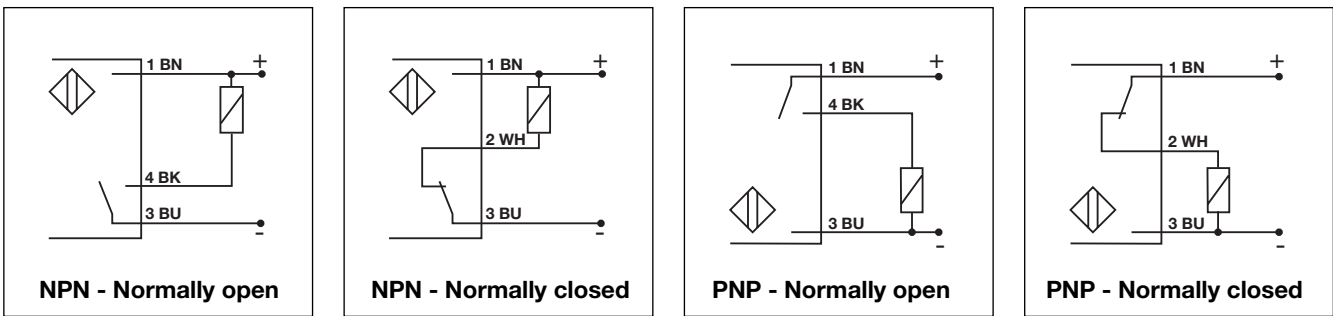 1 BN
+
4 BK
3 BU
-
NPN - Normally open
1 BN
+
2 WH
3 BU
-
NPN - Normally closed
1 BN
+
4 BK
3 BU
-
PNP - Normally open
1 BN
+
2 WH
3 BU
-
PNP - Normally closed